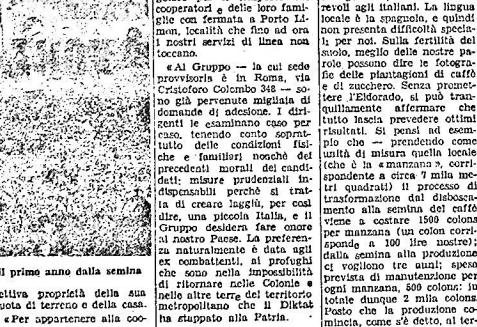 il primo anno dalla semina
ettiva proprietà della sua
uota di terreno e della casa.
« Per appartenere alla coo-
cooperatori e delle loro fami-
glie con fermata a Porto Li-
mon, località che fino ad ora
i nostri servizi di linea non
toccano.
« Al Gruppo — la cui sede
provvisoria è in Roma, via
Cristoforo Colombo 348 — so-
no già pervenute migliaia di
domande di adesione. I diri-
genti le esaminano caso per
caso, tenendo conto soprat-
tutto delle condizioni fisi-
che e familiari nonchè dei
precedenti morali dei candi-
dati; misure prudenziali in-
dispensabili perchè si trat-
ta di creare laggiù, per così
dire, una piccola Italia, e il
Gruppo desidera fare onore
al nostro Paese. La preferen-
za naturalmente è data agli
ex combattenti, ai profughi
che sono nella impossibilità
di ritornare nelle Colonie e
nelle altre terre del territorio
metropolitano che il Diktat
ha strappato alla Patria.
revoli agli italiani. La lingua
locale è la spagnola, e quindi
non presenta difficoltà specia-
li per noi. Sulla fertilità del
suolo, meglio delle nostre pa-
role possono dire le fotogra-
fie delle piantagioni di caffè
e di zucchero. Senza promet-
tere l'Eldorado, si può tran-
quillamente affermare che
tutto lascia prevedere ottimi
risultati. Si pensi ad esem-
pio che — prendendo come
unità di misura quella locale
(che è la « manzana », corri-
spondente a circa 7 mila me-
tri quadrati) il processo di
trasformazione dal disbosca-
mento alla semina del caffè
viene a costare 1500 colons
per manzana (un colon corri-
sponde a 100 lire nostre);
dalla semina alla produzione
ci vogliono tre anni; spesa
prevista di manutenzione per
ogni manzana, 500 colons: in
totale dunque 2 mila colons.
Posto che la produzione co-
mincia, come s'è detto, al ter-